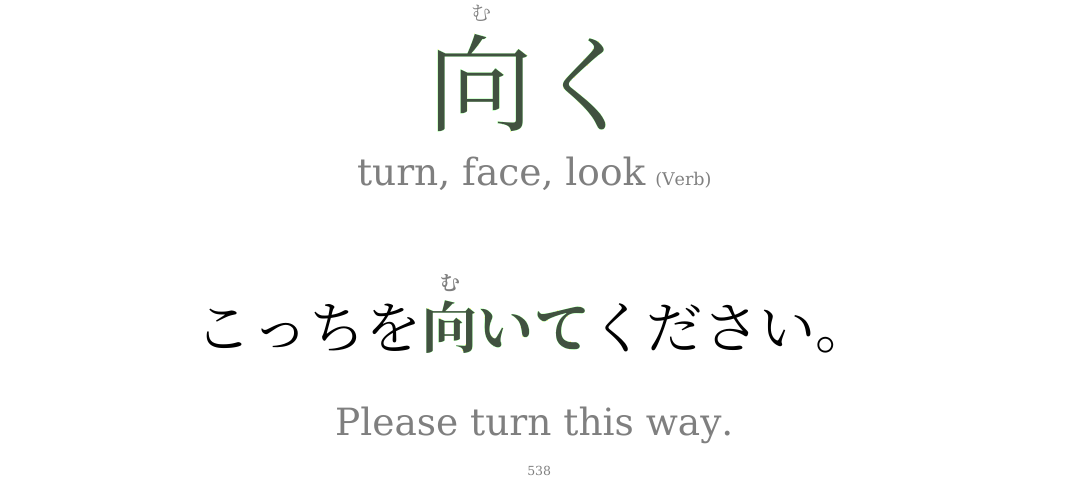 む
向く
turn, face, look (Verb)
む
こっちを向いてください。
Please turn this way.
538